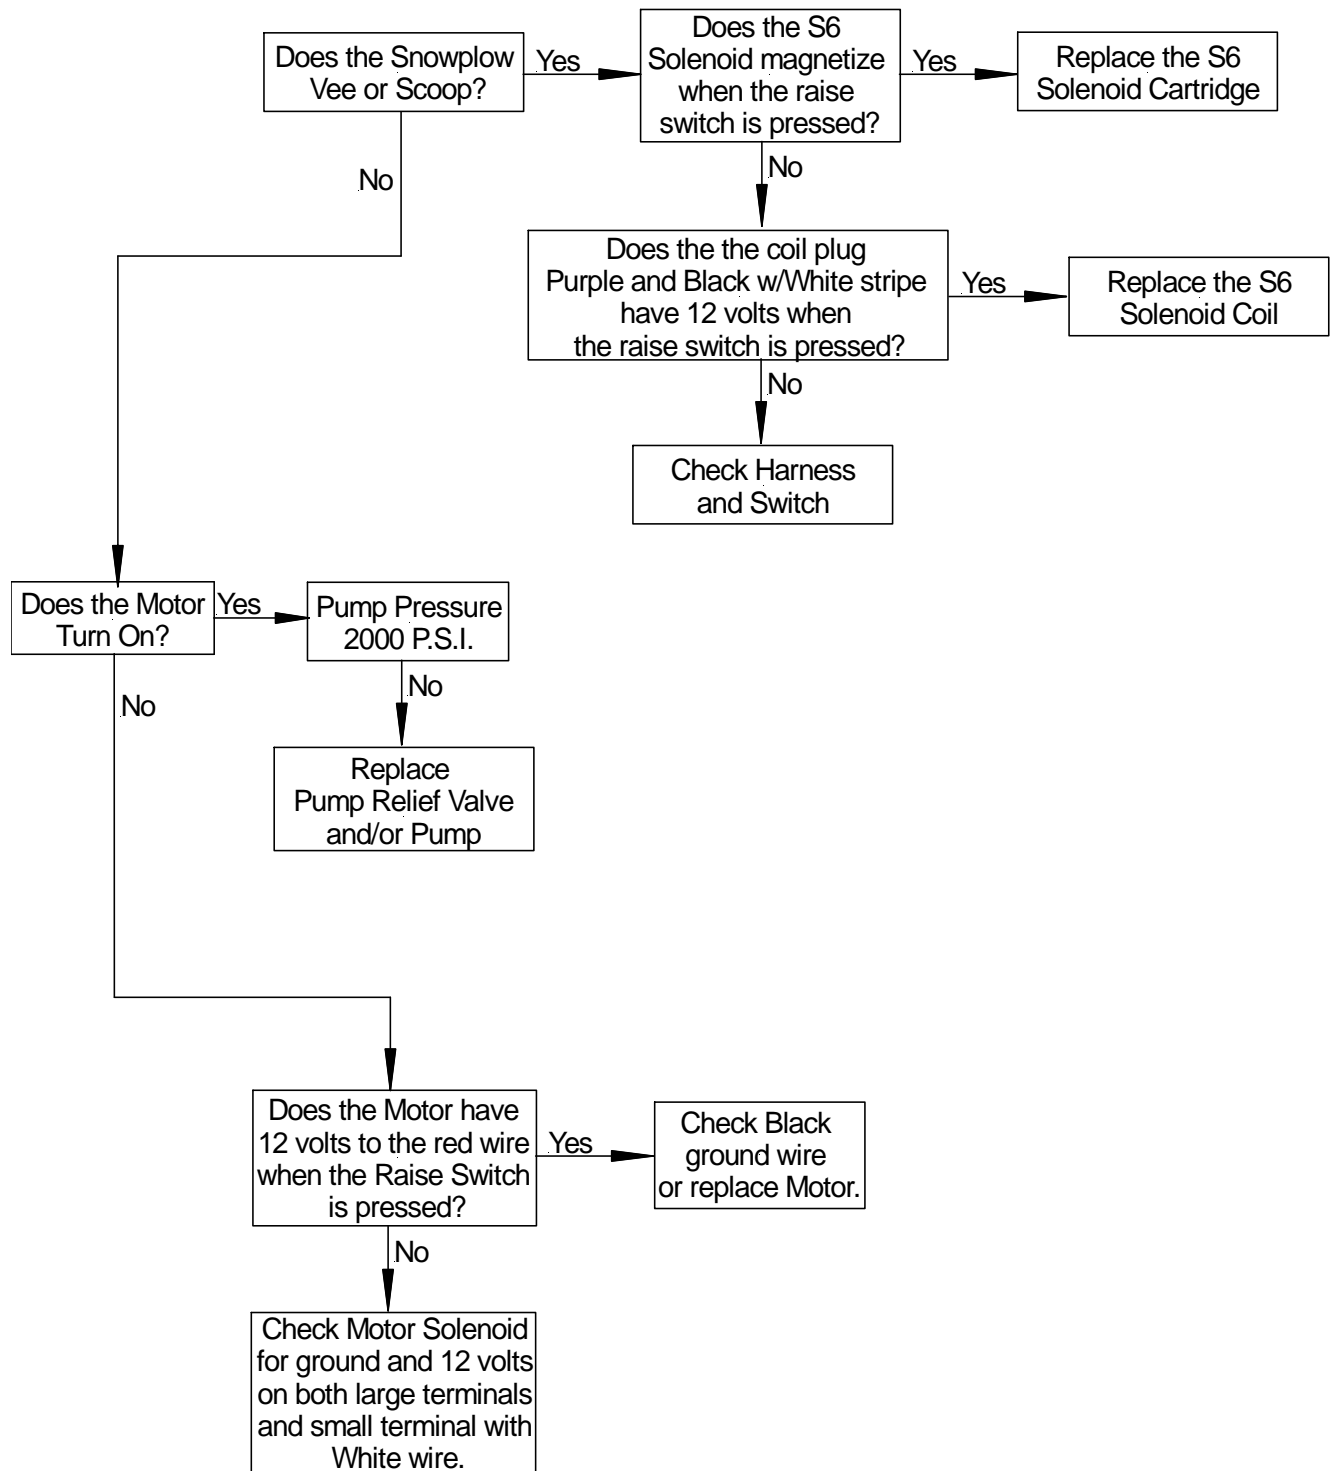 Does the Snowplow
Vee or Scoop?
Yes
Does the S6
Solenoid magnetize
when the raise
switch is pressed?
Yes
Replace the S6
Solenoid Cartridge
No
No
Does the the coil plug
Purple and Black w/White stripe
have 12 volts when
the raise switch is pressed?
Yes
Replace the S6
Solenoid Coil
No
Check Harness
and Switch
Does the Motor
Turn On?
Yes
Pump Pressure
2000 P.S.I.
No
No
Replace
Pump Relief Valve
and/or Pump
Does the Motor have
12 volts to the red wire
when the Raise Switch
is pressed?
Yes
Check Black
ground wire
or replace Motor.
No
Check Motor Solenoid
for ground and 12 volts
on both large terminals
and small terminal with
White wire.